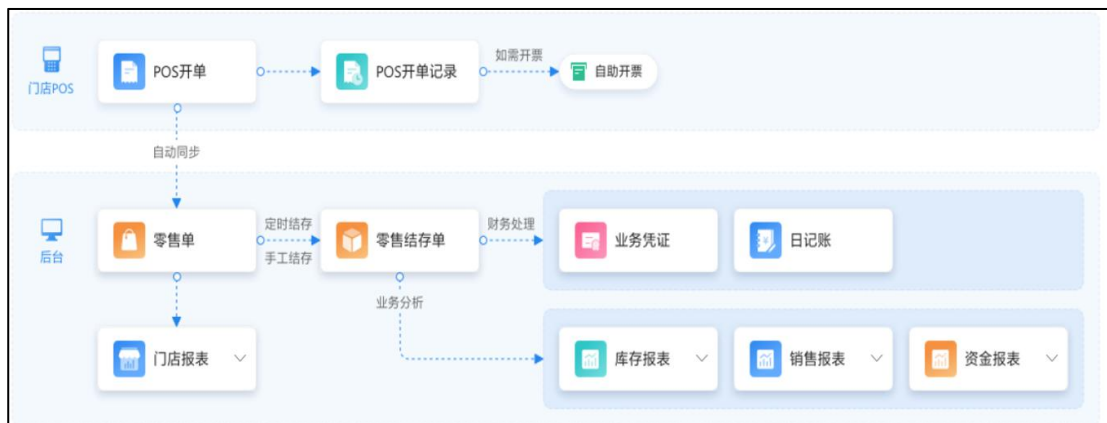 门店POS
POS开单
POS开单记录
如需开票
自助开票
自动同步
后台
零售单
定时结存
手工结存
零售结存单
财务处理
业务凭证
日记账
业务分析
门店报表
库存报表
销售报表
资金报表